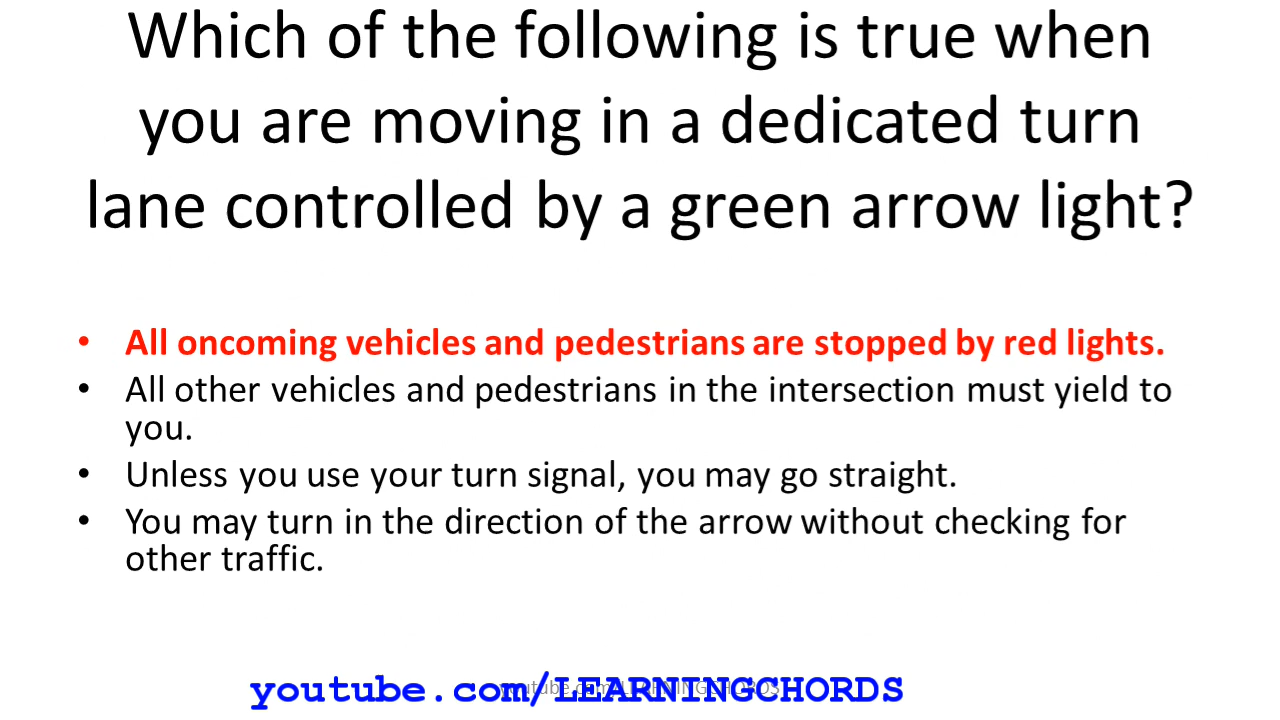 Which of the following is true when
you are moving in a dedicated turn
lane controlled by a green arrow light?
• All oncoming vehicles and pedestrians are stopped by red lights.
• All other vehicles and pedestrians in the intersection must yield to
you.
• Unless you use your turn signal, you may go straight.
• You may turn in the direction of the arrow without checking for
other traffic.
youtube.com/LEARNINGCHORDS
youtube.com/LEARNINGCHORDS